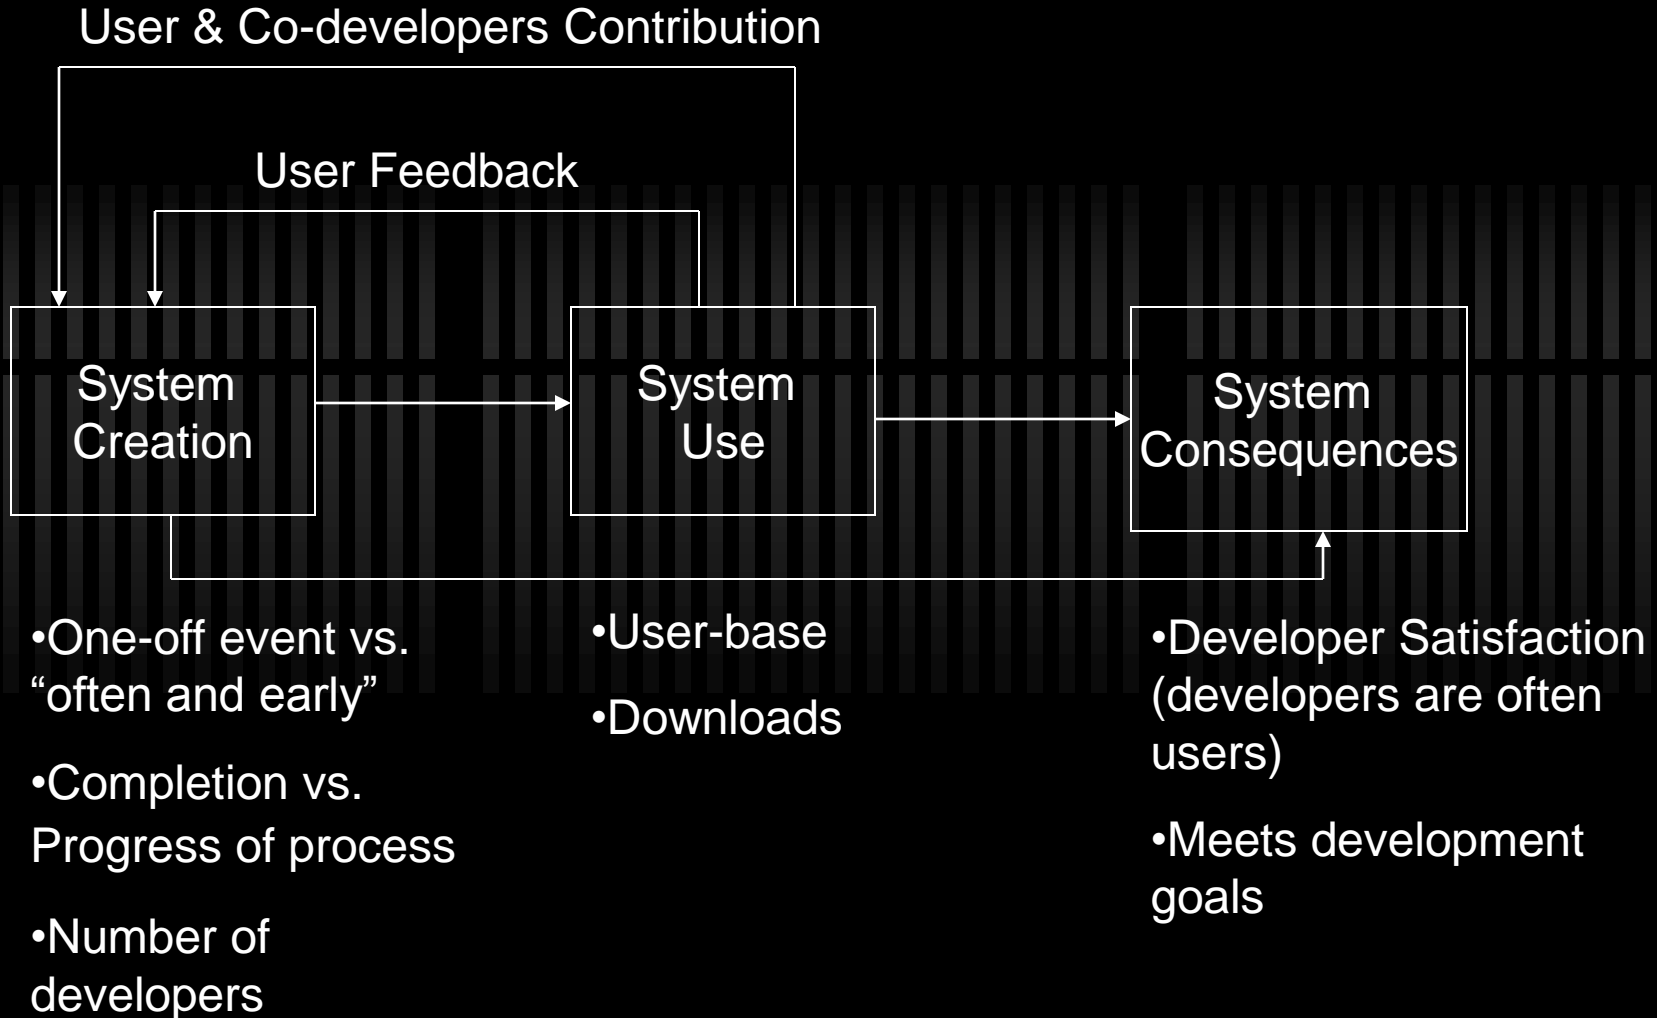 User & Co-developers Contribution
User Feedback
System
Creation
System
Use
System
Consequences
•One-off event vs.
“often and early”
•Completion vs.
Progress of process
•Number of
developers
•User-base
•Downloads
•Developer Satisfaction
(developers are often
users)
•Meets development
goals